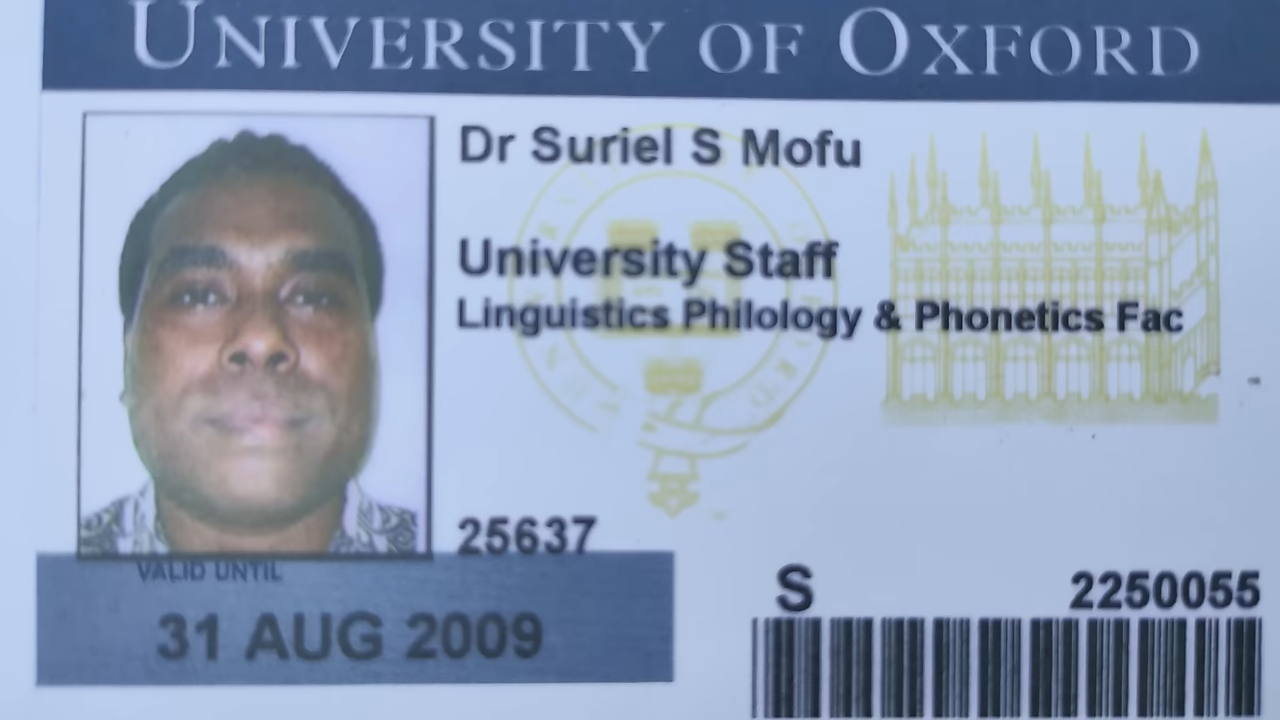 UNIVERSITY OF OXFORD
Dr Suriel S Mofu
University Staff
Linguistics Philology & Phonetics Fac
25637
VALID UNTIL
31 AUG 2009
S 2250055